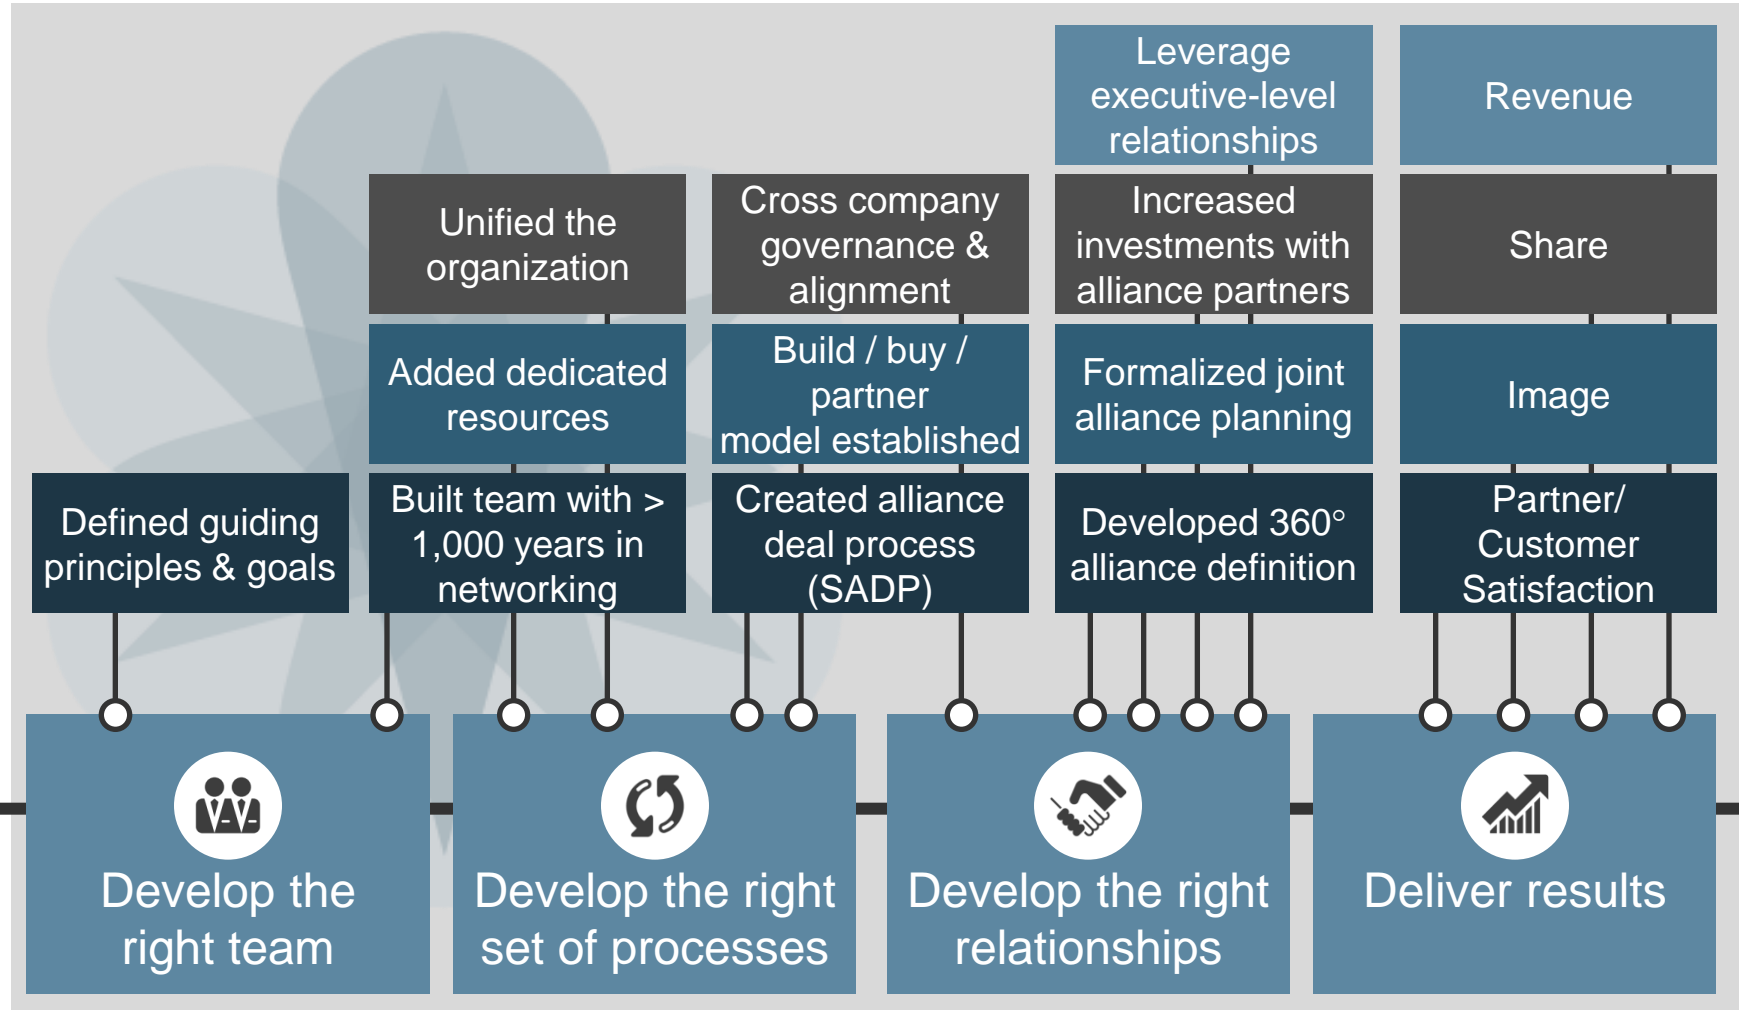 Leverage
executive-level
relationships
Revenue
Unified the
organization
Cross company
governance &
alignment
Increased
investments with
alliance partners
Share
Added dedicated
resources
Build / buy /
partner
model established
Formalized joint
alliance planning
Image
Defined guiding
principles & goals
Built team with >
1,000 years in
networking
Created alliance
deal process
(SADP)
Developed 360°
alliance definition
Partner/
Customer
Satisfaction
Develop the
right team
Develop the right
set of processes
Develop the right
relationships
Deliver results